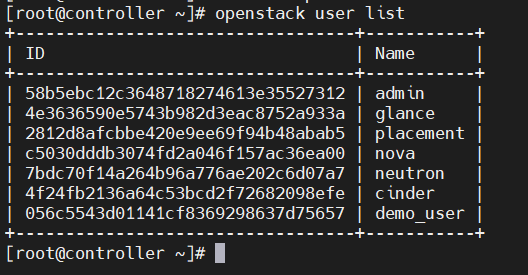 [root@controller ~]# openstack user list
+----------------------------------+-----------+
| ID                               | Name      |
+----------------------------------+-----------+
| 58b5ebc12c3648718274613e35527312 | admin     |
| 4e3636590e5743b982d3eac8752a933a | glance    |
| 2812d8afcbbe420e9ee69f94b48abab5 | placement |
| c5030dddb3074fd2a046f157ac36ea00 | nova      |
| 7bdc70f14a264b96a776ae202c6d07a7 | neutron   |
| 4f24fb2136a64c53bcd2f72682098efe | cinder    |
| 056c5543d01141cf8369298637d75657 | demo_user |
+----------------------------------+-----------+
[root@controller ~]#